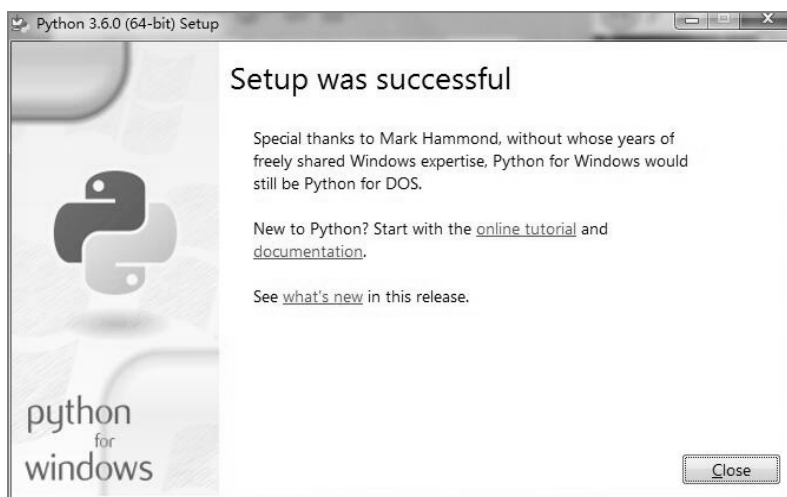 Python 3.6.0 (64-bit) Setup
Setup was successful
Special thanks to Mark Hammond, without whose years of
freely shared Windows expertise, Python for Windows would
still be Python for DOS.
New to Python? Start with the online tutorial and
documentation.
See what's new in this release.
python
for
windows
Close